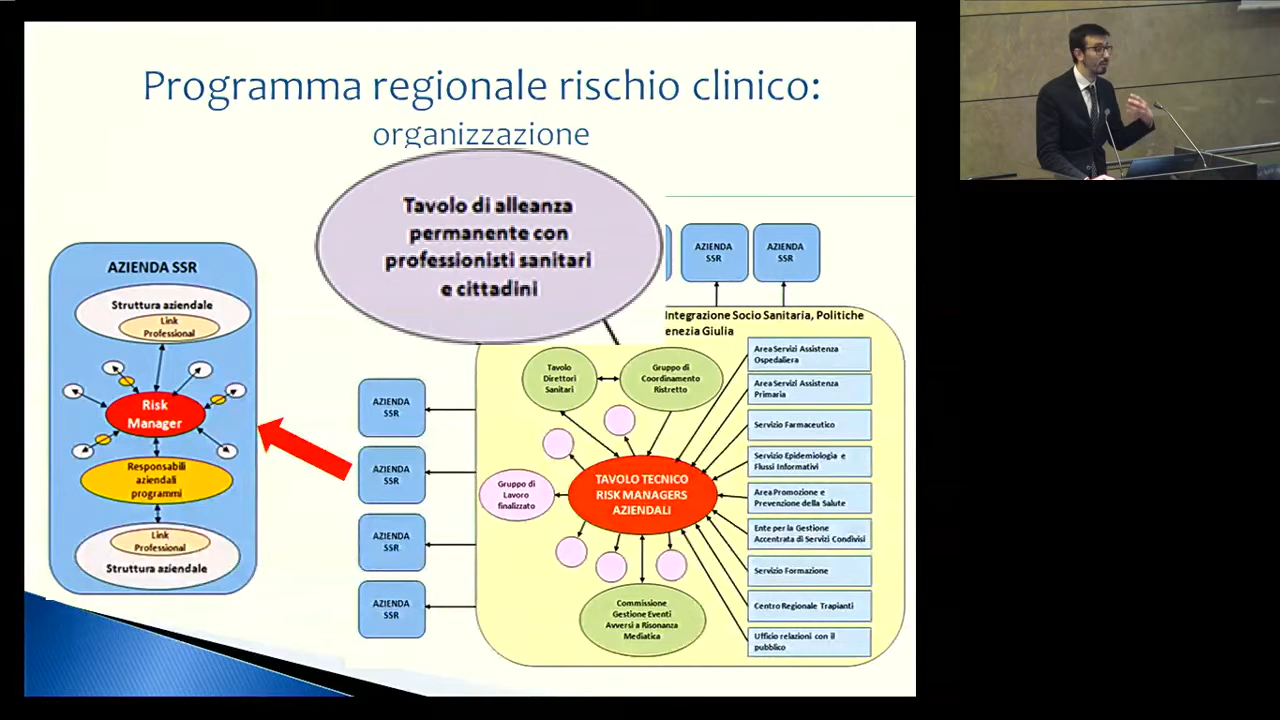 Programma regionale rischio clinico:
organizzazione
Tavolo di alleanza
permanente con
professionisti sanitari
e cittadini
AZIENDA SSR
Struttura aziendale
Link
Professional
Risk
Manager
Responsabili
aziendali
programmi
Link
Professional
Struttura aziendale
AZIENDA
SSR
AZIENDA
SSR
AZIENDA
SSR
AZIENDA
SSR
AZIENDA
SSR
AZIENDA
SSR
Integrazione Socio Sanitaria, Politiche
enezia Giulia
Tavolo
Direttori
Sanitari
Gruppo di
Coordinamento
Ristretto
Gruppo di
Lavoro
finalizzato
TAVOLO TECNICO
RISK MANAGERS
AZIENDALI
Commissione
Gestione Eventi
Avversi a Risonanza
Mediatica
Area Servizi Assistenza
Ospedaliera
Area Servizi Assistenza
Primaria
Servizio Farmaceutico
Servizio Epidemiologia e
Flussi Informativi
Area Promozione e
Prevenzione della Salute
Ente per la Gestione
Accentrata di Servizi Condivisi
Servizio Formazione
Centro Regionale Trapianti
Ufficio relazioni con il
pubblico